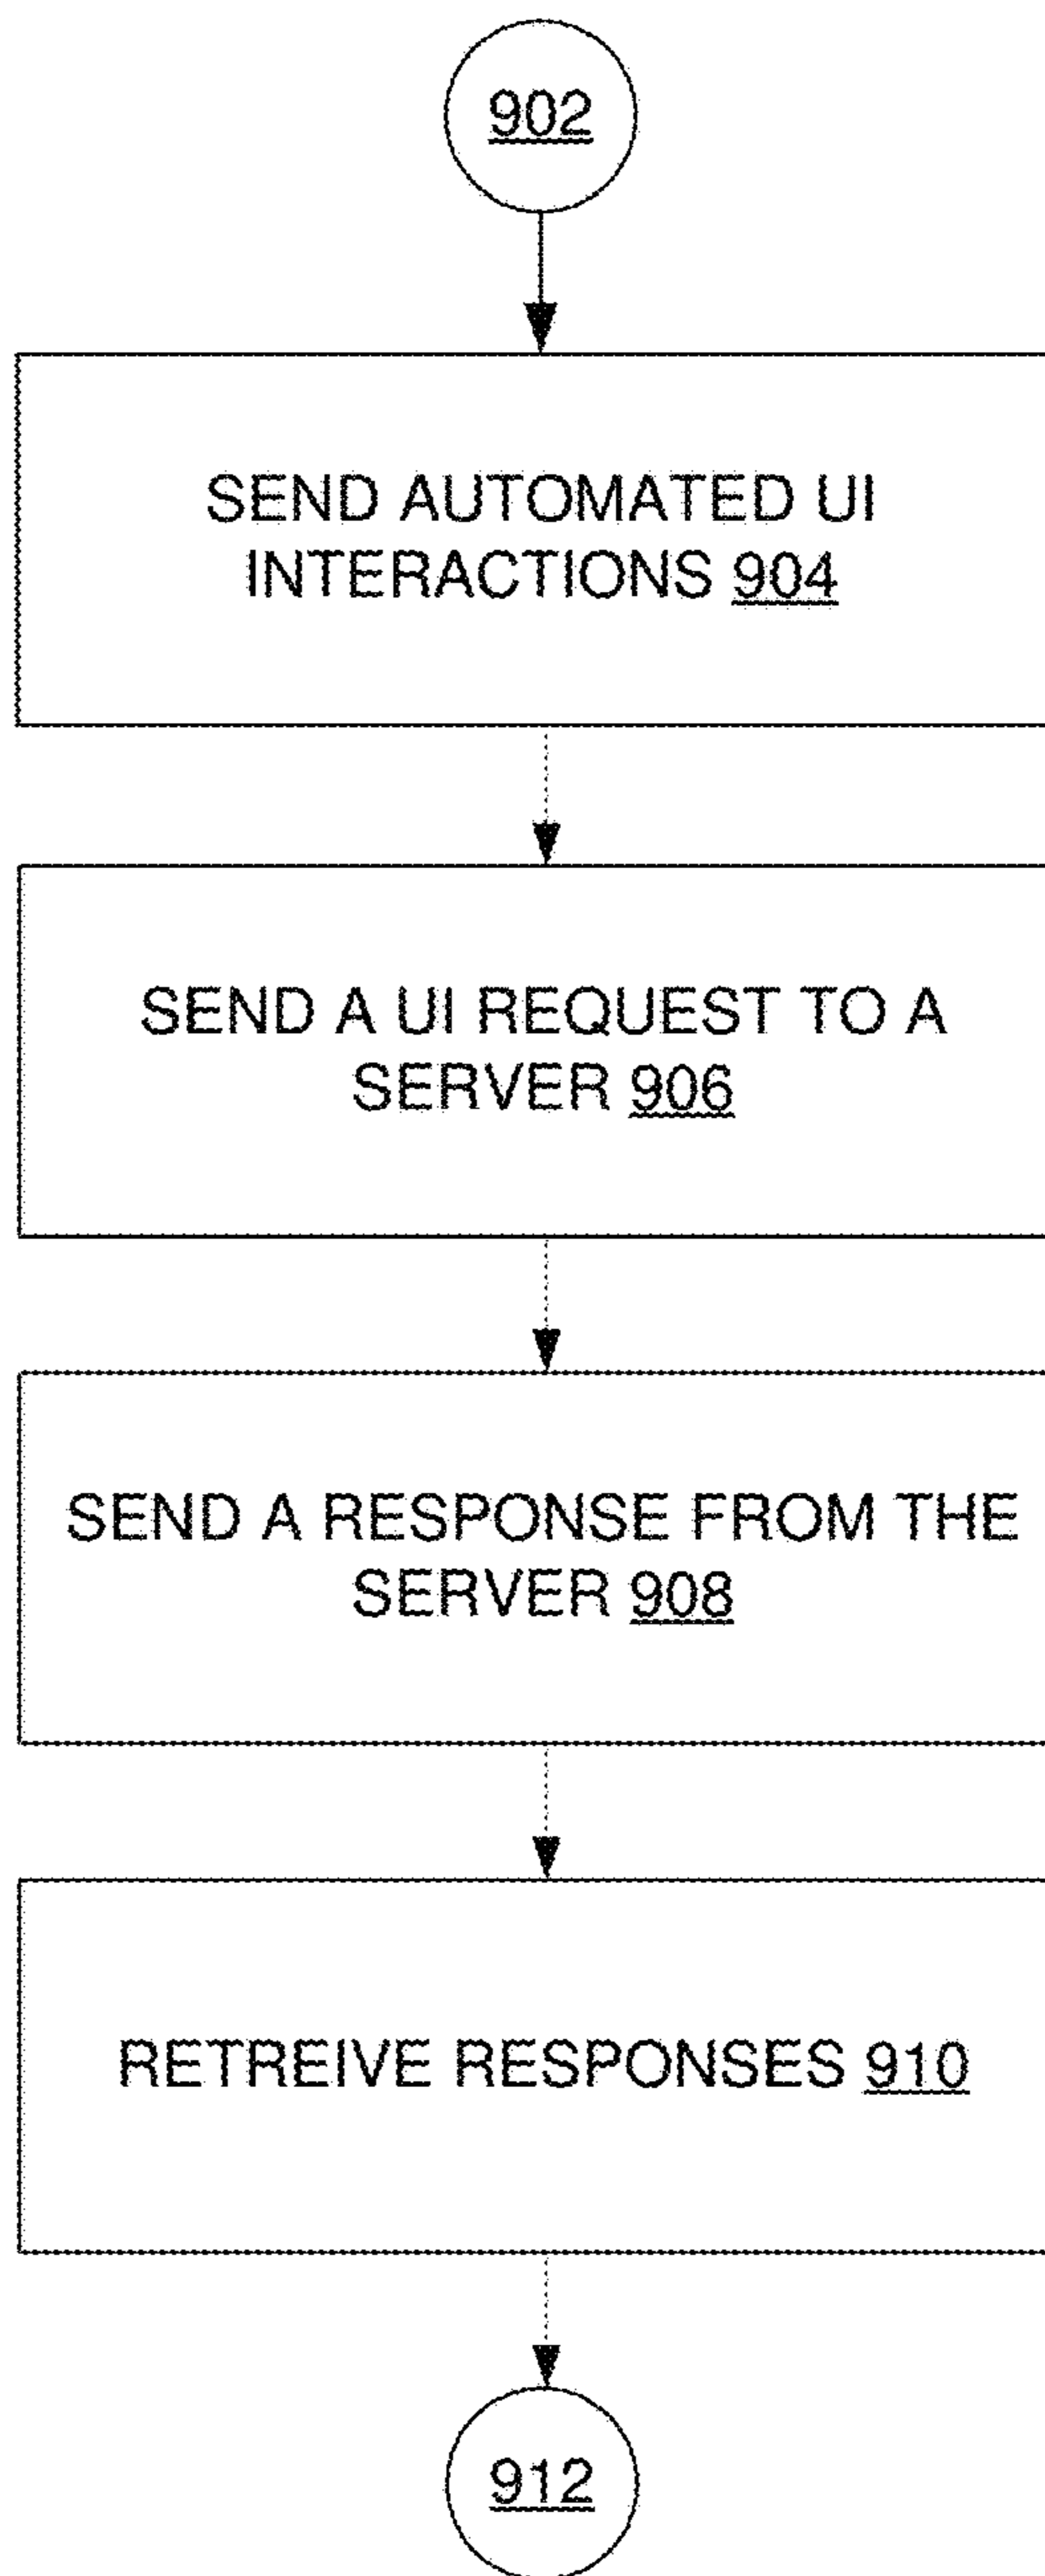 902
SEND AUTOMATED UI
INTERACTIONS 904
SEND A UI REQUEST TO A
SERVER 906
SEND A RESPONSE FROM THE
SERVER 908
RETREIVE RESPONSES 910
912